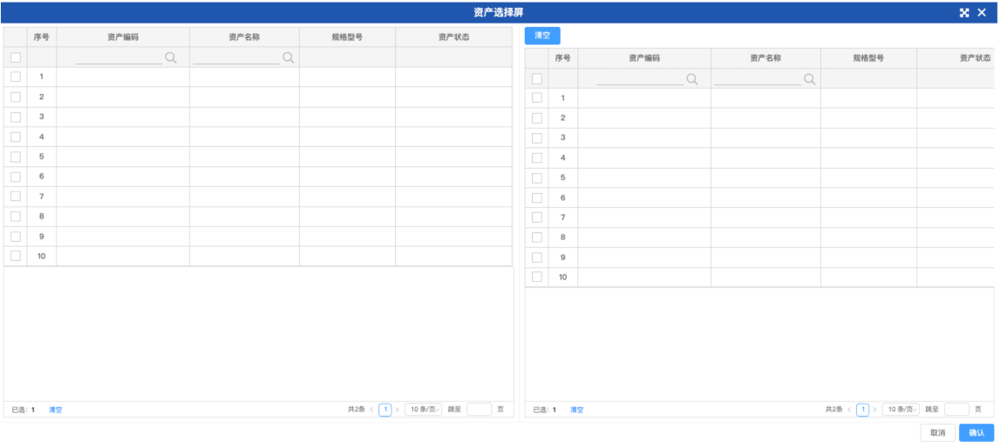 资产选择屏
序号 资产编码 资产名称 规格型号 资产状态
1
2
3
4
5
6
7
8
9
10
已选: 1 清空 共2条 < 1 > 10 条/页 跳至 页
清空
序号 资产编码 资产名称 规格型号 资产状态
1
2
3
4
5
6
7
8
9
10
已选: 1 清空 共2条 < 1 > 10 条/页 跳至 页
取消 确认